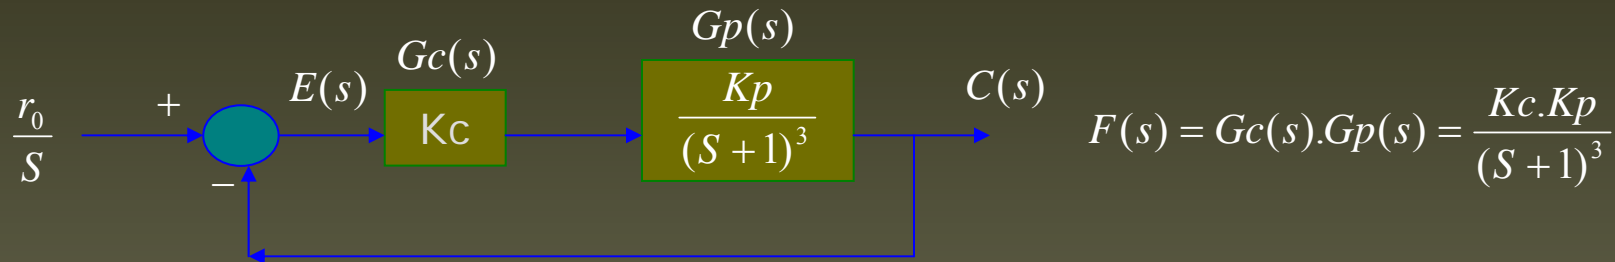 Gp(s)
Gc(s)
r₀/S
+
−
E(s)
Kc
Kp/(S + 1)³
C(s)
F(s) = Gc(s).Gp(s) = Kc.Kp/(S + 1)³